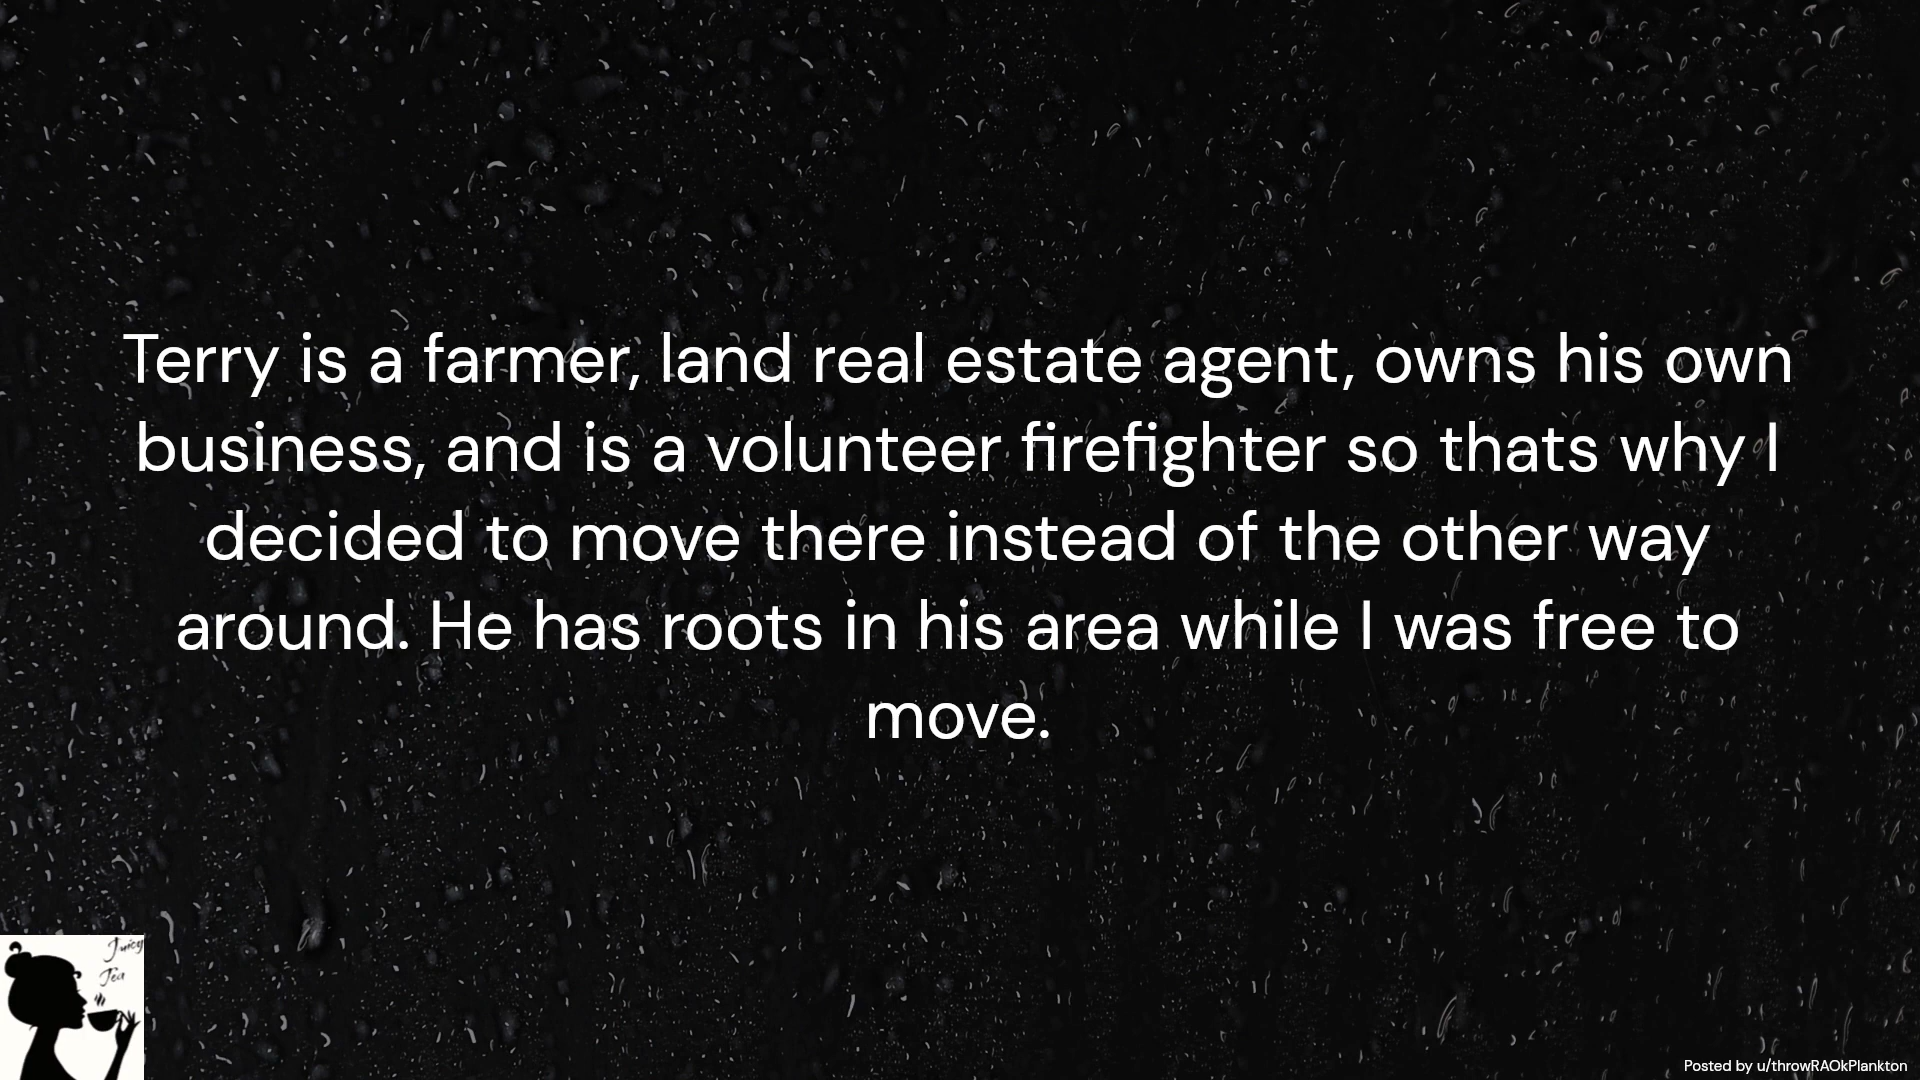 Terry is a farmer, land real estate agent, owns his own
business, and is a volunteer firefighter so thats why I
decided to move there instead of the other way
around. He has roots in his area while I was free to
move.
Juicy
Tea
Posted by u/throwRAOkPlankton